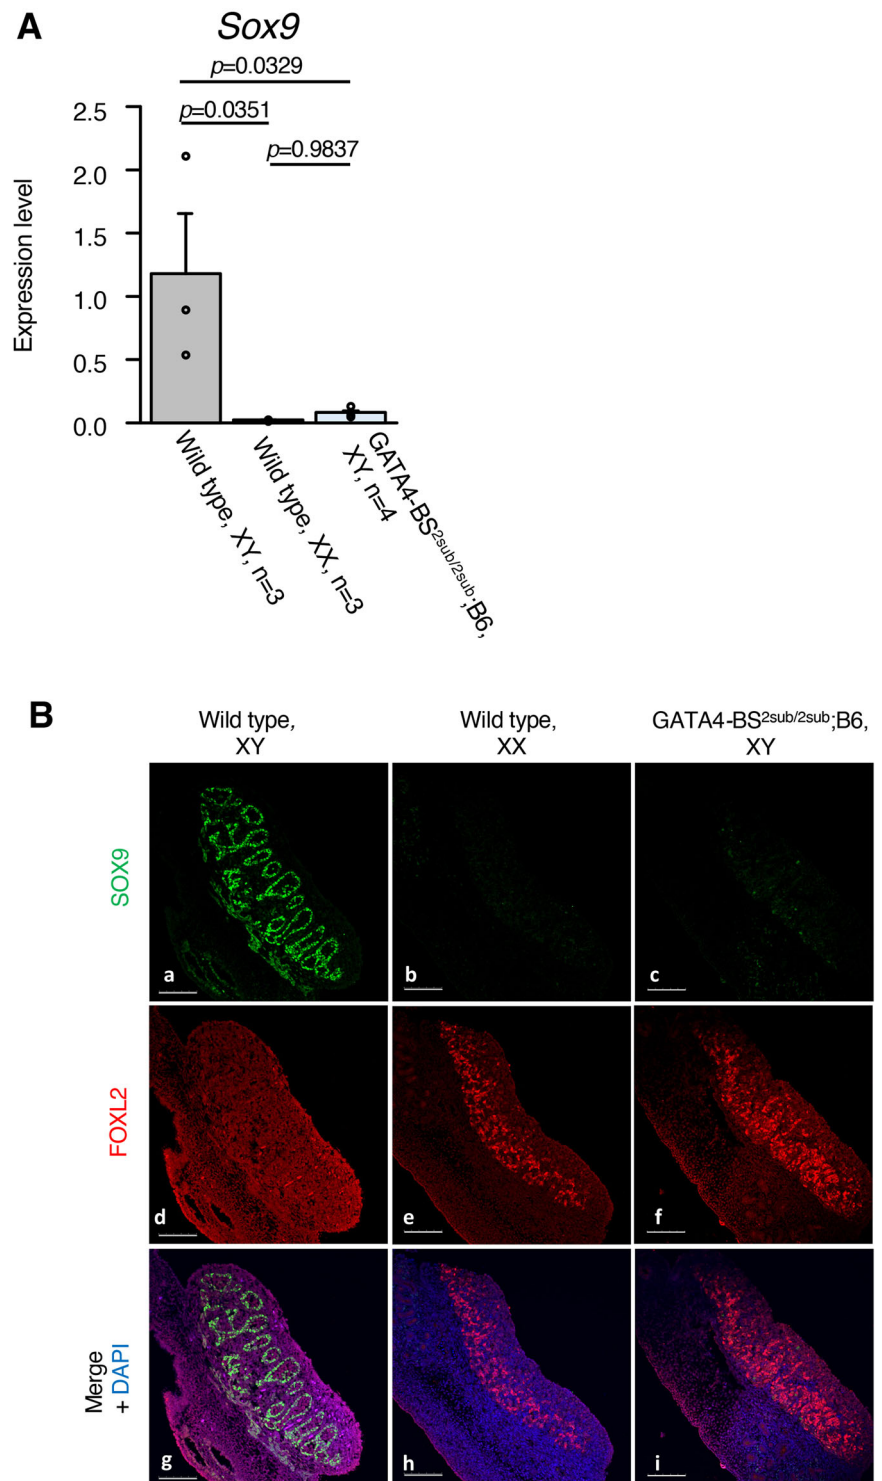 A
Sox9
p=0.0329
p=0.0351
p=0.9837
Expression level
2.5
2.0
1.5
1.0
0.5
0.0
Wild type, XY, n=3
Wild type, XX, n=3
GATA4-BS2sub/2sub;B6,
XY, n=4
B
Wild type,
XY
Wild type,
XX
GATA4-BS2sub/2sub;B6,
XY
SOX9
a
b
c
FOXL2
d
e
f
Merge
+ DAPI
g
h
i